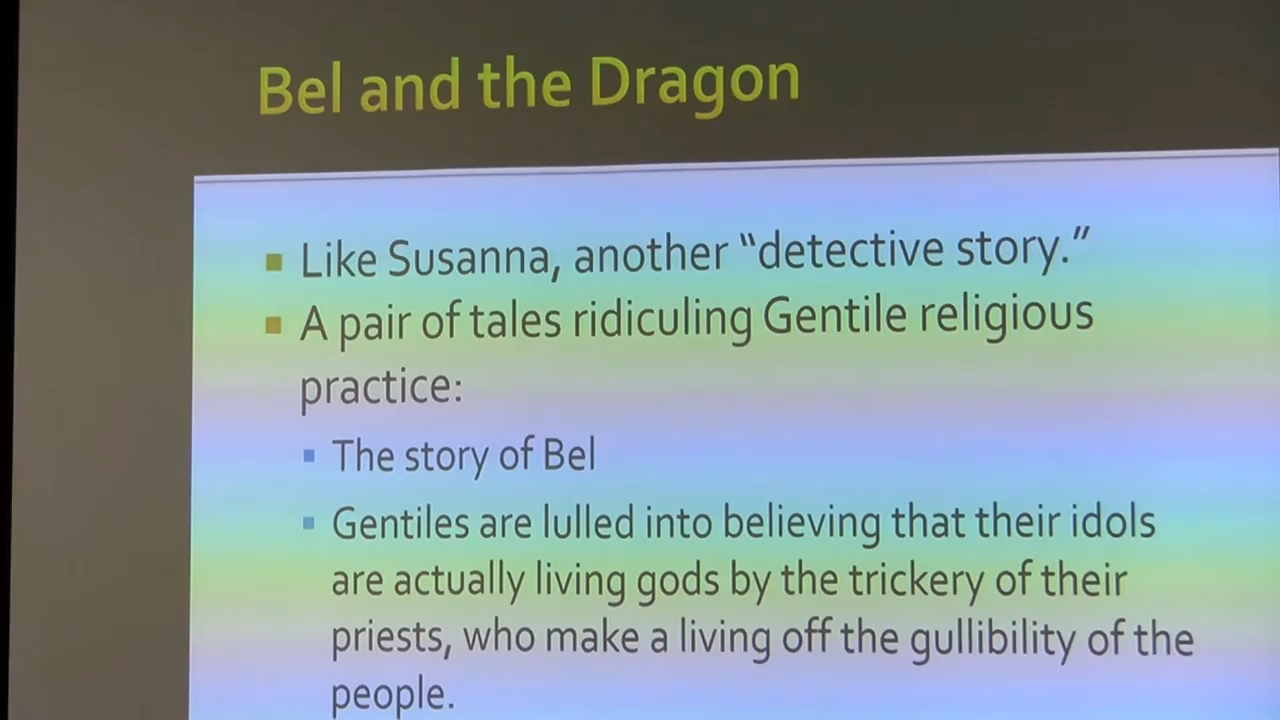 Bel and the Dragon
Like Susanna, another “detective story.”
A pair of tales ridiculing Gentile religious
practice:
The story of Bel
Gentiles are lulled into believing that their idols
are actually living gods by the trickery of their
priests, who make a living off the gullibility of the
people.